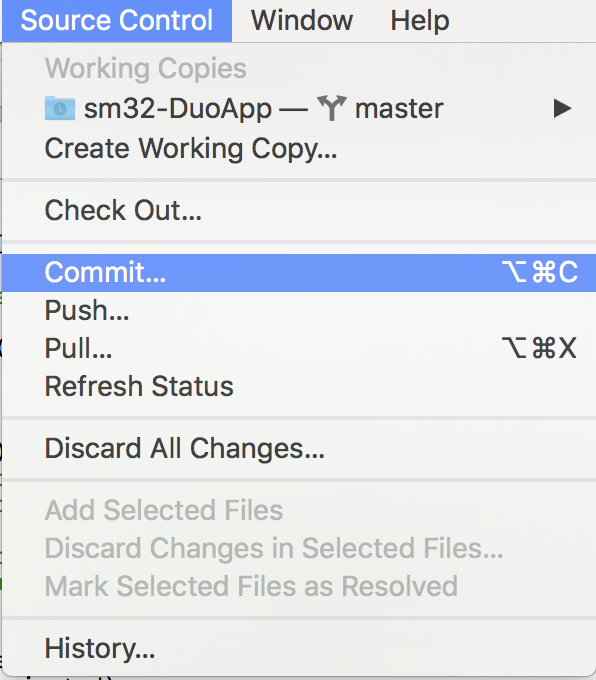 Source Control Window Help
Working Copies
sm32-DuoApp — master ▶
Create Working Copy...
Check Out...
Commit... ⌥⌘C
Push...
Pull... ⌥⌘X
Refresh Status
Discard All Changes...
Add Selected Files
Discard Changes in Selected Files...
Mark Selected Files as Resolved
History...